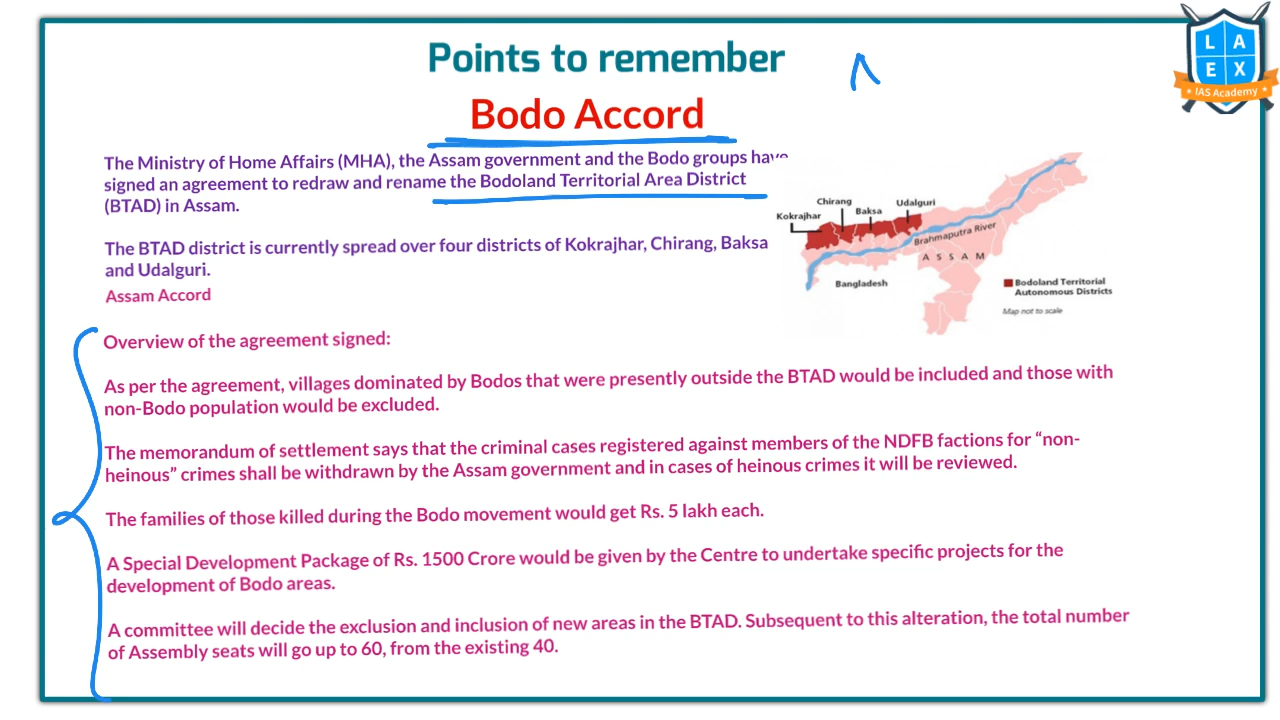 Points to remember
Bodo Accord
L A
E X
IAS Academy
The Ministry of Home Affairs (MHA), the Assam government and the Bodo groups have
signed an agreement to redraw and rename the Bodoland Territorial Area District
(BTAD) in Assam.
The BTAD district is currently spread over four districts of Kokrajhar, Chirang, Baksa
and Udalguri.
Assam Accord
Kokrajhar
Chirang
Baksa
Udalguri
Brahmaputra River
ASSAM
Bangladesh
Bodoland Territorial
Autonomous Districts
Map not to scale
Overview of the agreement signed:
As per the agreement, villages dominated by Bodos that were presently outside the BTAD would be included and those with
non-Bodo population would be excluded.
The memorandum of settlement says that the criminal cases registered against members of the NDFB factions for “non-
heinous” crimes shall be withdrawn by the Assam government and in cases of heinous crimes it will be reviewed.
The families of those killed during the Bodo movement would get Rs. 5 lakh each.
A Special Development Package of Rs. 1500 Crore would be given by the Centre to undertake specific projects for the
development of Bodo areas.
A committee will decide the exclusion and inclusion of new areas in the BTAD. Subsequent to this alteration, the total number
of Assembly seats will go up to 60, from the existing 40.